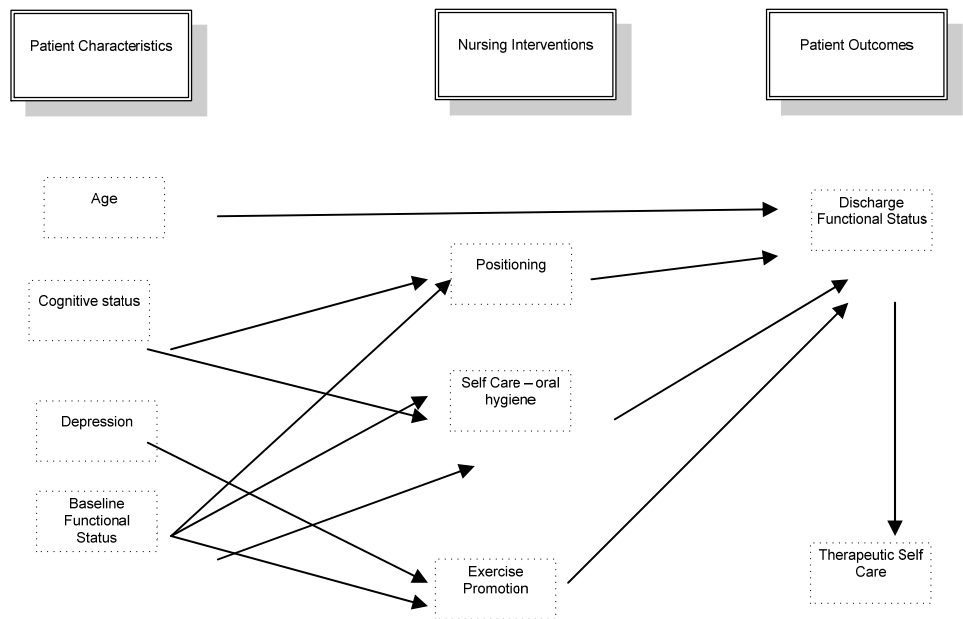 Patient Characteristics
Nursing Interventions
Patient Outcomes
Age
Discharge
Functional Status
Positioning
Cognitive status
Self Care – oral
hygiene
Depression
Baseline
Functional
Status
Exercise
Promotion
Therapeutic Self
Care